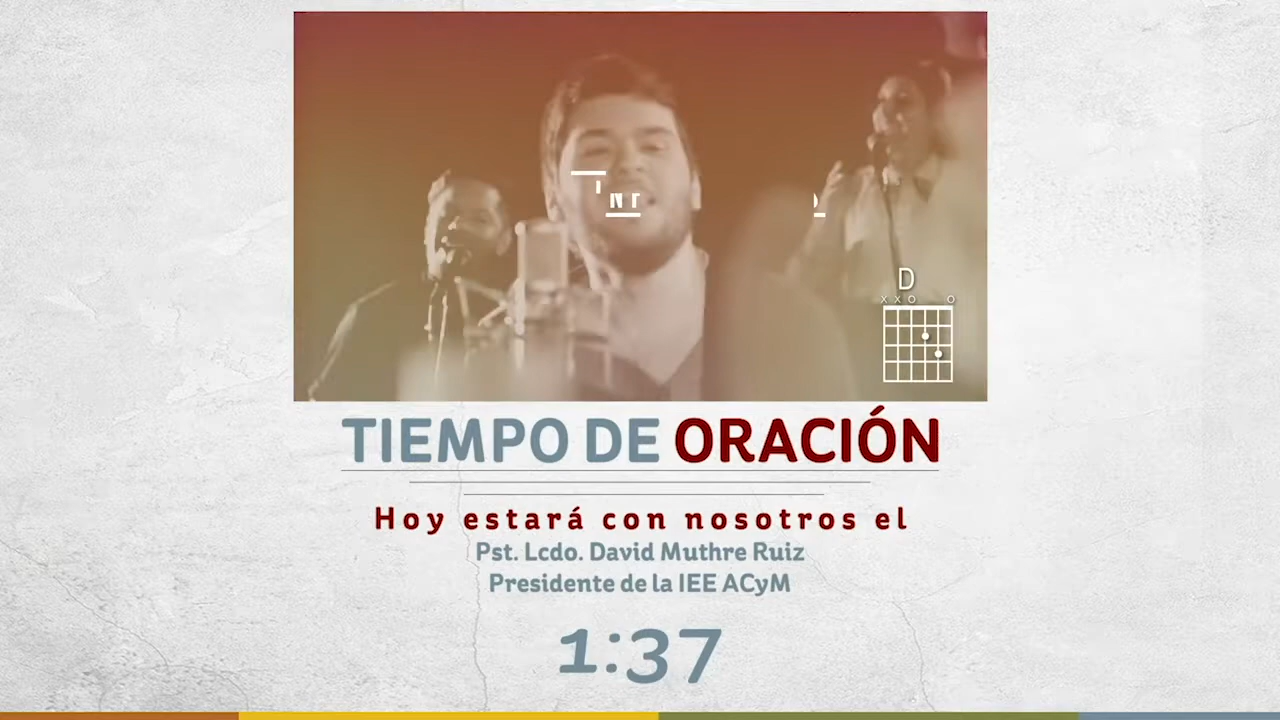 D
x x o o
TIEMPO DE ORACIÓN
Hoy estará con nosotros el
Pst. Lcdo. David Muthre Ruiz
Presidente de la IEE ACyM
1:37